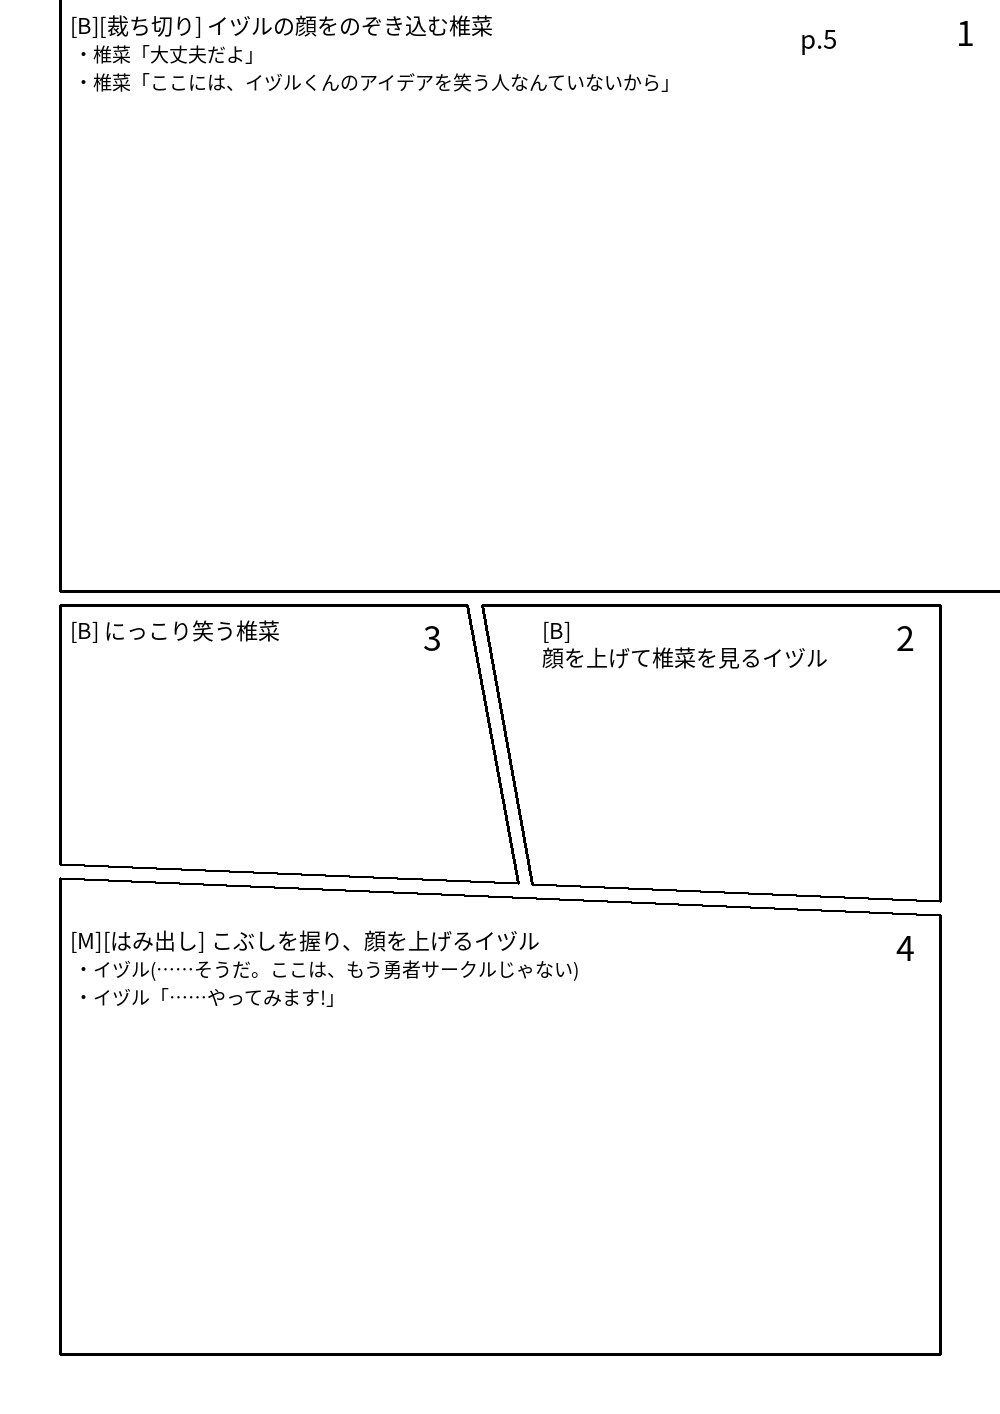 p.5
1
[B][裁ち切り] イヅルの顔をのぞき込む椎菜
・椎菜「大丈夫だよ」
・椎菜「ここには、イヅルくんのアイデアを笑う人なんていないから」
2
[B]
顔を上げて椎菜を見るイヅル
3
[B] にっこり笑う椎菜
4
[M][はみ出し] こぶしを握り、顔を上げるイヅル
・イヅル(……そうだ。ここは、もう勇者サークルじゃない)
・イヅル「……やってみます!」